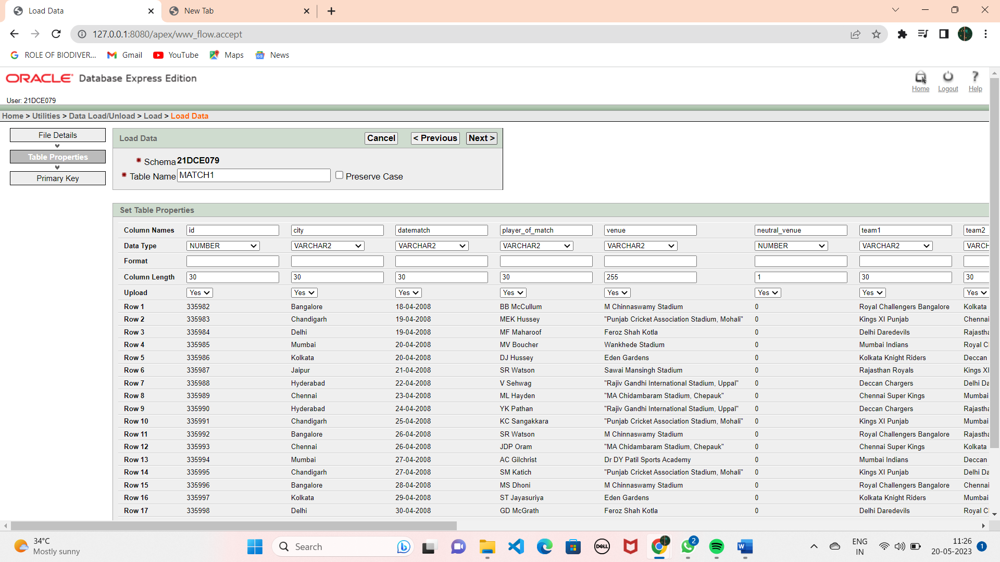 Load Data
New Tab
127.0.0.1:8080/apex/wwv_flow.accept
ROLE OF BIODIVER... Gmail YouTube Maps News
ORACLE Database Express Edition
Home Logout ? Help
User: 21DCE079
Home > Utilities > Data Load/Unload > Load > Load Data
File Details
Table Properties
Primary Key
Load Data Cancel < Previous Next >
* Schema 21DCE079
* Table Name MATCH1 Preserve Case
Set Table Properties
Column Names id city datematch player_of_match venue neutral_venue team1 team2
Data Type NUMBER VARCHAR2 VARCHAR2 VARCHAR2 VARCHAR2 NUMBER VARCHAR2 VARCH
Format
Column Length 30 30 30 30 255 1 30 30
Upload Yes Yes Yes Yes Yes Yes Yes Yes
Row 1 335982 Bangalore 18-04-2008 BB McCullum M Chinnaswamy Stadium 0 Royal Challengers Bangalore Kolkata
Row 2 335983 Chandigarh 19-04-2008 MEK Hussey "Punjab Cricket Association Stadium, Mohali" 0 Kings XI Punjab Chennai
Row 3 335984 Delhi 19-04-2008 MF Maharoof Feroz Shah Kotla 0 Delhi Daredevils Rajastha
Row 4 335985 Mumbai 20-04-2008 MV Boucher Wankhede Stadium 0 Mumbai Indians Royal C
Row 5 335986 Kolkata 20-04-2008 DJ Hussey Eden Gardens 0 Kolkata Knight Riders Deccan
Row 6 335987 Jaipur 21-04-2008 SR Watson Sawai Mansingh Stadium 0 Rajasthan Royals Kings XI
Row 7 335988 Hyderabad 22-04-2008 V Sehwag "Rajiv Gandhi International Stadium, Uppal" 0 Deccan Chargers Delhi Da
Row 8 335989 Chennai 23-04-2008 ML Hayden "MA Chidambaram Stadium, Chepauk" 0 Chennai Super Kings Mumbai
Row 9 335990 Hyderabad 24-04-2008 YK Pathan "Rajiv Gandhi International Stadium, Uppal" 0 Deccan Chargers Rajastha
Row 10 335991 Chandigarh 25-04-2008 KC Sangakkara "Punjab Cricket Association Stadium, Mohali" 0 Kings XI Punjab Mumbai
Row 11 335992 Bangalore 26-04-2008 SR Watson M Chinnaswamy Stadium 0 Royal Challengers Bangalore Rajastha
Row 12 335993 Chennai 26-04-2008 JDP Oram "MA Chidambaram Stadium, Chepauk" 0 Chennai Super Kings Kolkata
Row 13 335994 Mumbai 27-04-2008 AC Gilchrist Dr DY Patil Sports Academy 0 Mumbai Indians Deccan
Row 14 335995 Chandigarh 27-04-2008 SM Katich "Punjab Cricket Association Stadium, Mohali" 0 Kings XI Punjab Delhi Da
Row 15 335996 Bangalore 28-04-2008 MS Dhoni M Chinnaswamy Stadium 0 Royal Challengers Bangalore Chennai
Row 16 335997 Kolkata 29-04-2008 ST Jayasuriya Eden Gardens 0 Kolkata Knight Riders Mumbai
Row 17 335998 Delhi 30-04-2008 GD McGrath Feroz Shah Kotla 0 Delhi Daredevils Royal C
34°C
Mostly sunny
Search
DELL
2
W
ENG
IN
11:26
20-05-2023
1